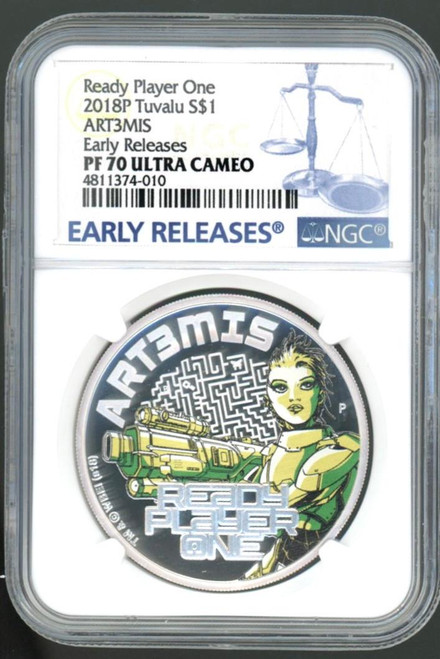 Ready Player One
2018P Tuvalu S$1
ART3MIS
Early Releases
PF 70 ULTRA CAMEO
4811374-010
NGC
EARLY RELEASES®
NGC®
ART3MIS
P
READY
PLAYER
ONE